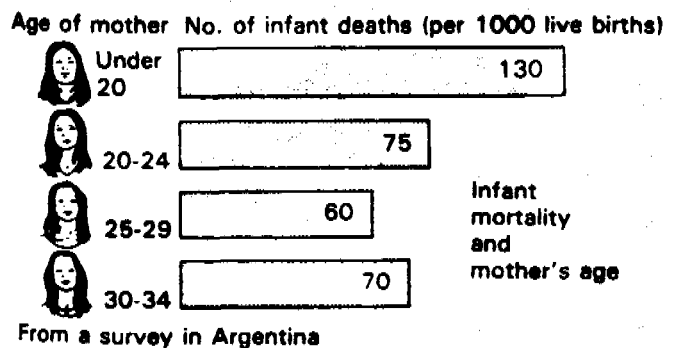 Age of mother No. of infant deaths (per 1000 live births)
Under
20
130
20-24
75
25-29
60
30-34
70
Infant
mortality
and
mother's age
From a survey in Argentina